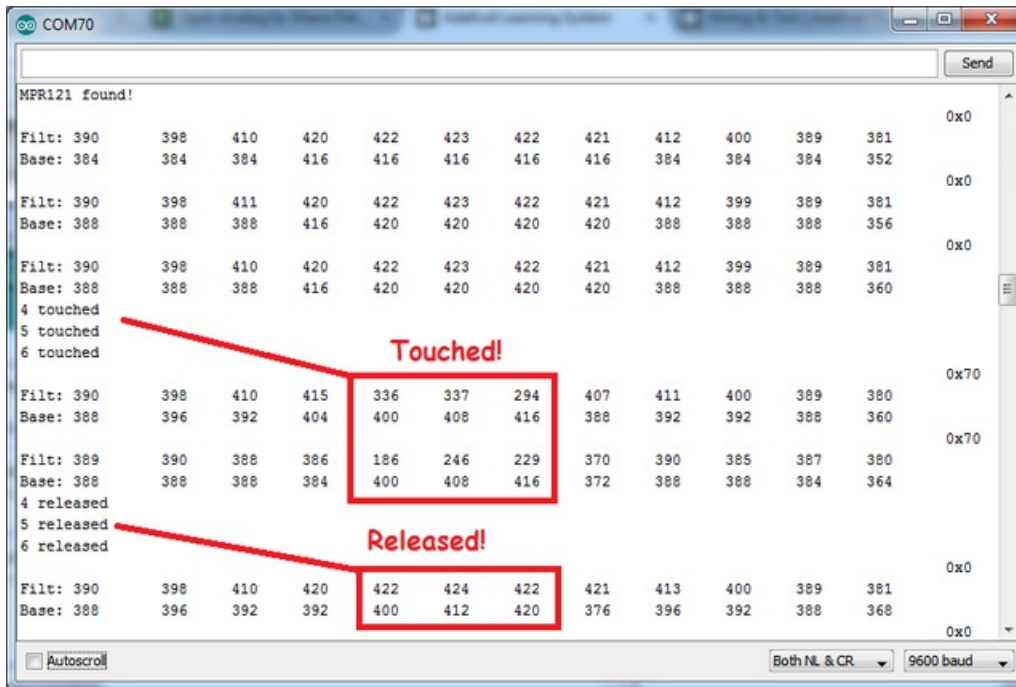 COM70
Send
MPR121 found!
0x0
Filt: 390 398 410 420 422 423 422 421 412 400 389 381
Base: 384 384 384 416 416 416 416 416 384 384 384 352
0x0
Filt: 390 398 411 420 422 423 422 421 412 399 389 381
Base: 388 388 388 416 420 420 420 420 388 388 388 356
0x0
Filt: 390 398 410 420 422 423 422 421 412 399 389 381
Base: 388 388 388 416 420 420 420 420 388 388 388 360
4 touched
5 touched
6 touched
Touched!
0x70
Filt: 390 398 410 415 336 337 294 407 411 400 389 380
Base: 388 396 392 404 400 408 416 388 392 392 388 360
0x70
Filt: 389 390 388 386 186 246 229 370 390 385 387 380
Base: 388 388 388 384 400 408 416 372 388 388 384 364
4 released
5 released
6 released
Released!
0x0
Filt: 390 398 410 420 422 424 422 421 413 400 389 381
Base: 388 396 392 392 400 412 420 376 396 392 388 368
0x0
Autoscroll Both NL & CR 9600 baud